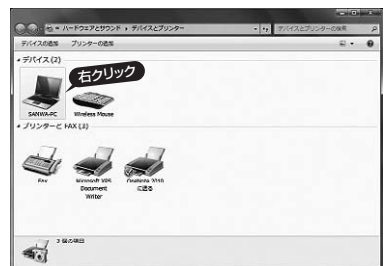 ハードウェアとサウンド ▸ デバイスとプリンター
デバイスとプリンターの検索
デバイスの追加 プリンターの追加
デバイス (2)
右クリック
SANWA-PC
Wireless Mouse
プリンターと FAX (3)
Fax
Microsoft XPS
Document
Writer
OneNote 2010
に送る
3 個の項目